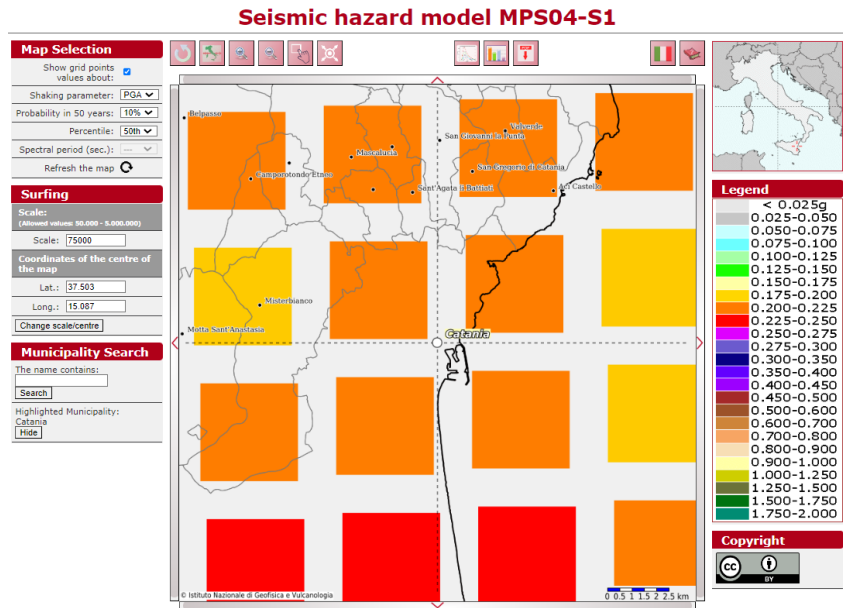 Seismic hazard model MPS04-S1
Map Selection
Show grid points
values about:
Shaking parameter: PGA
Probability in 50 years: 10%
Percentile: 50th
Spectral period (sec.): ---
Refresh the map
Surfing
Scale:
(Allowed values: 50.000 - 5.000.000)
Scale: 75000
Coordinates of the centre of
the map
Lat.: 37.503
Long.: 15.087
Change scale/centre
Municipality Search
The name contains:
Search
Highlighted Municipality:
Catania
Hide
PDF
Belpasso
Valverde
San Giovanni la Punta
Mascalucia
San Gregorio di Catania
Camporotondo Etneo
Sant'Agata li Battiati
Aci Castello
Misterbianco
Motta Sant'Anastasia
Catania
© Istituto Nazionale di Geofisica e Vulcanologia
0 0.5 1 1.5 2 2.5 km
Legend
< 0.025g
0.025-0.050
0.050-0.075
0.075-0.100
0.100-0.125
0.125-0.150
0.150-0.175
0.175-0.200
0.200-0.225
0.225-0.250
0.250-0.275
0.275-0.300
0.300-0.350
0.350-0.400
0.400-0.450
0.450-0.500
0.500-0.600
0.600-0.700
0.700-0.800
0.800-0.900
0.900-1.000
1.000-1.250
1.250-1.500
1.500-1.750
1.750-2.000
Copyright
cc
BY